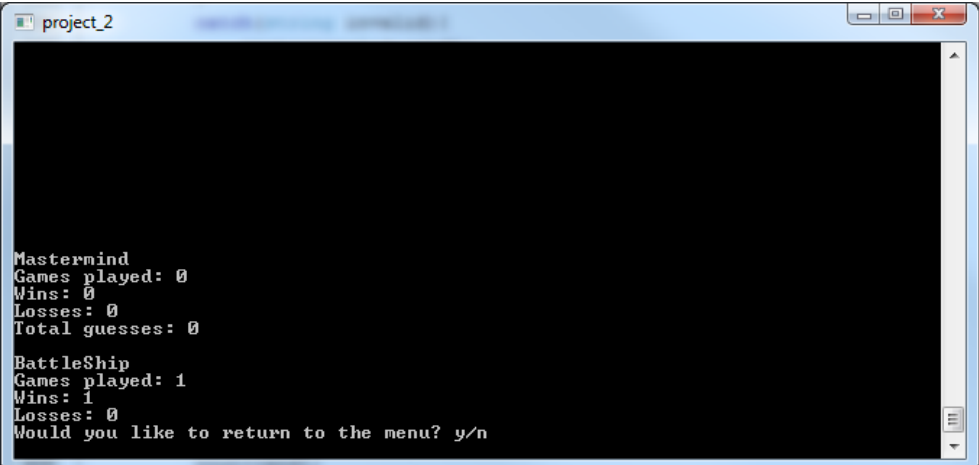 project_2
Mastermind
Games played: 0
Wins: 0
Losses: 0
Total guesses: 0
BattleShip
Games played: 1
Wins: 1
Losses: 0
Would you like to return to the menu? y/n